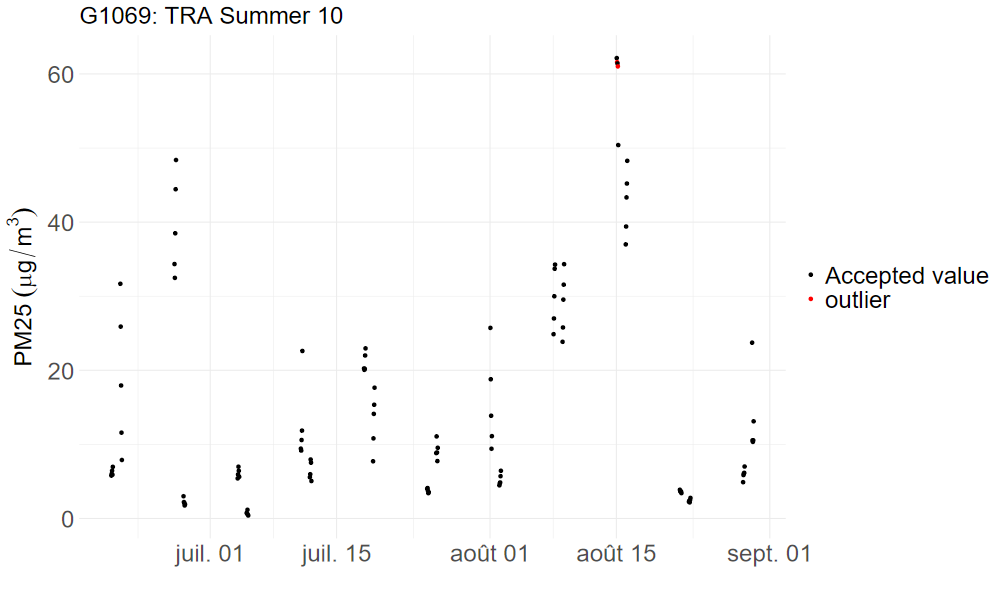 G1069: TRA Summer 10
PM25 (μg/m³)
60
40
20
0
juil. 01
juil. 15
août 01
août 15
sept. 01
Accepted value
outlier